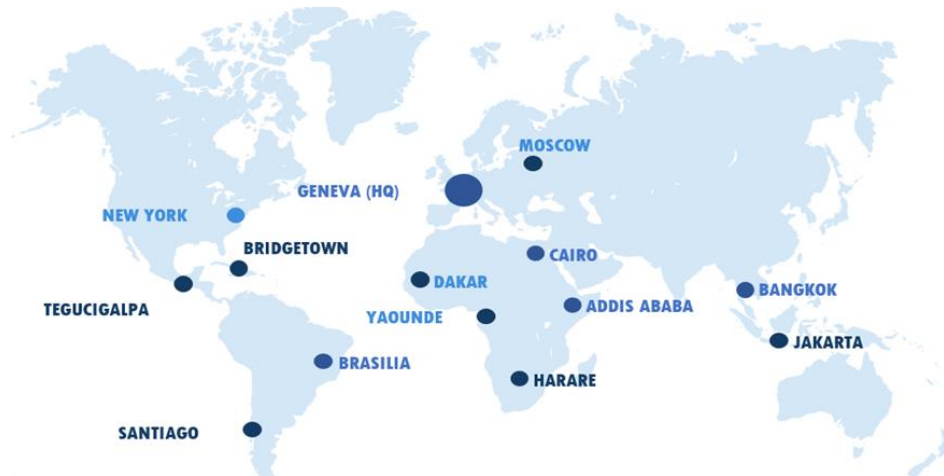 MOSCOW
GENEVA (HQ)
NEW YORK
BRIDGETOWN
CAIRO
DAKAR
BANGKOK
TEGUCIGALPA
ADDIS ABABA
YAOUNDE
JAKARTA
BRASILIA
HARARE
SANTIAGO